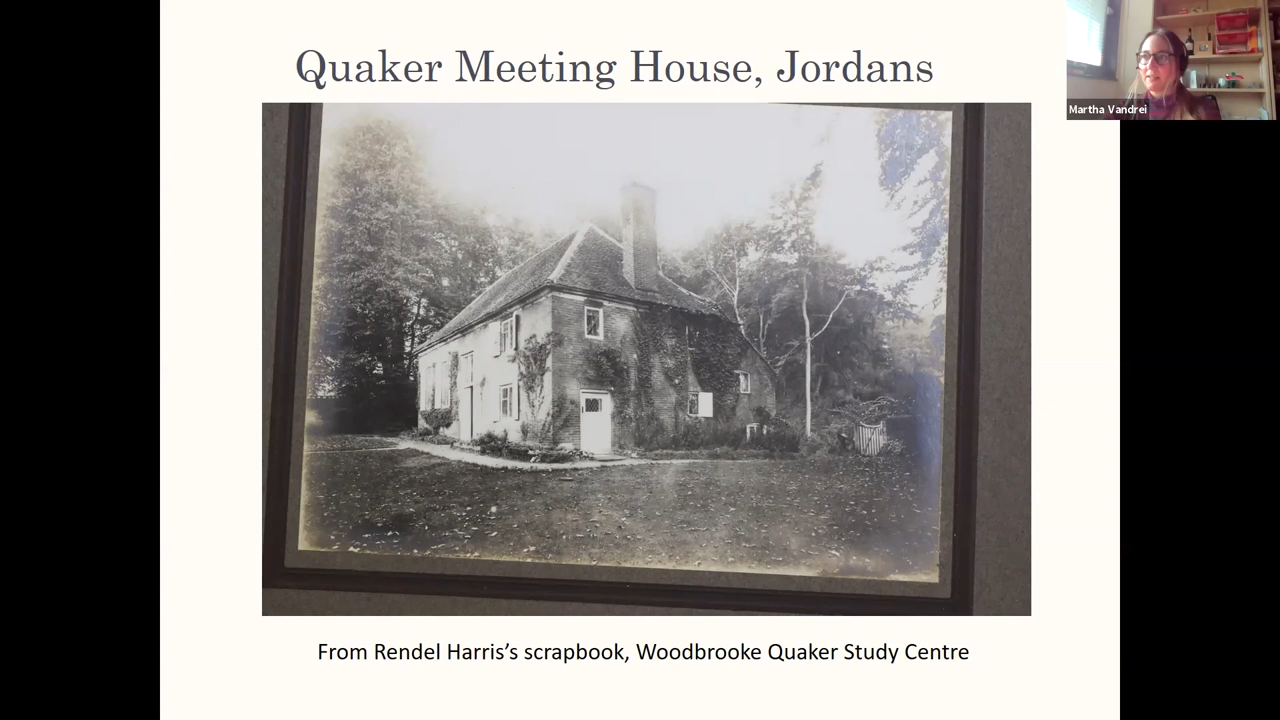 Quaker Meeting House, Jordans
Martha Vandrei
From Rendel Harris’s scrapbook, Woodbrooke Quaker Study Centre